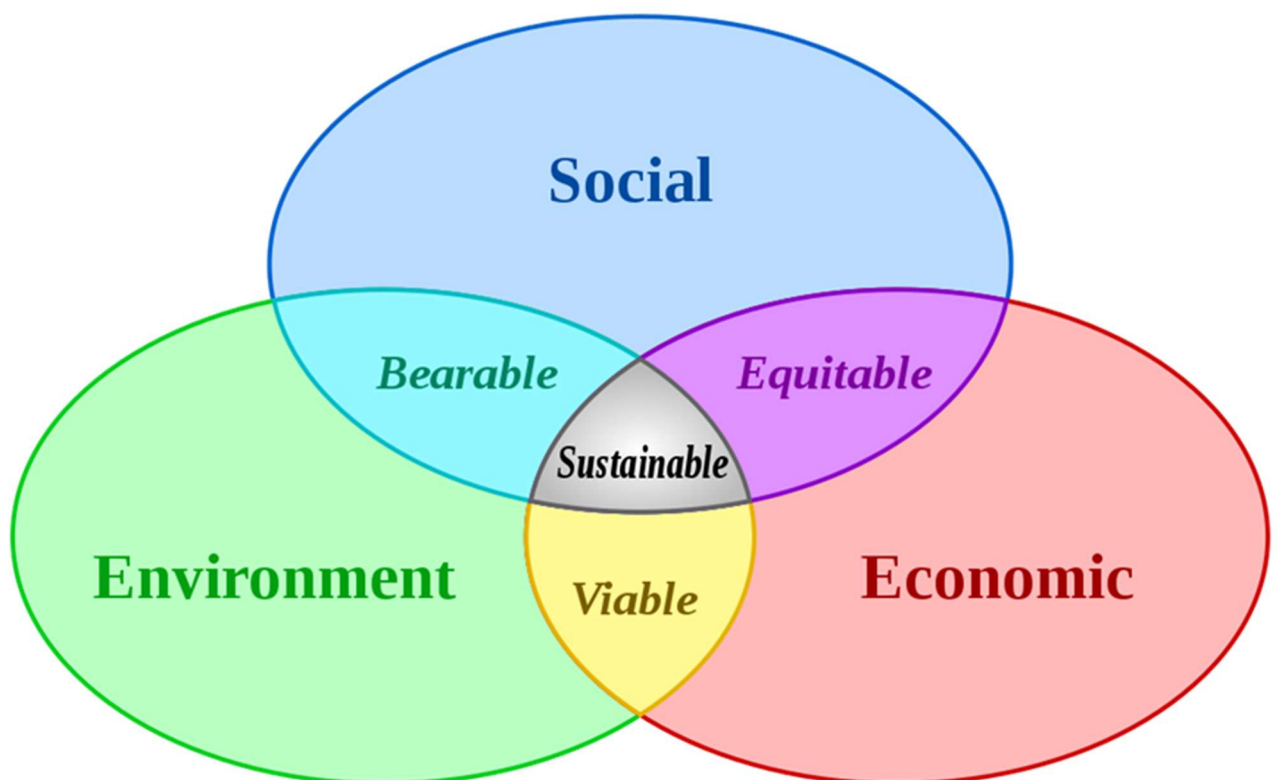 Social
Bearable
Equitable
Sustainable
Environment
Economic
Viable